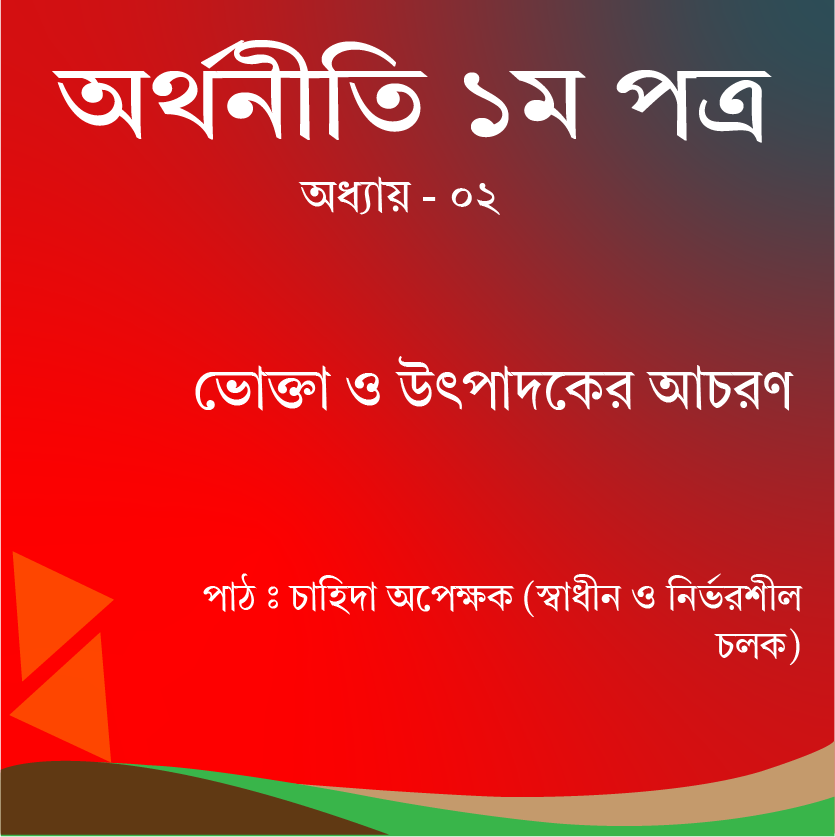 অর্থনীতি ১ম পত্র
অধ্যায় - ০২
ভোক্তা ও উৎপাদকের আচরণ
পাঠ ঃ চাহিদা অপেক্ষক (স্বাধীন ও নির্ভরশীল
চলক)